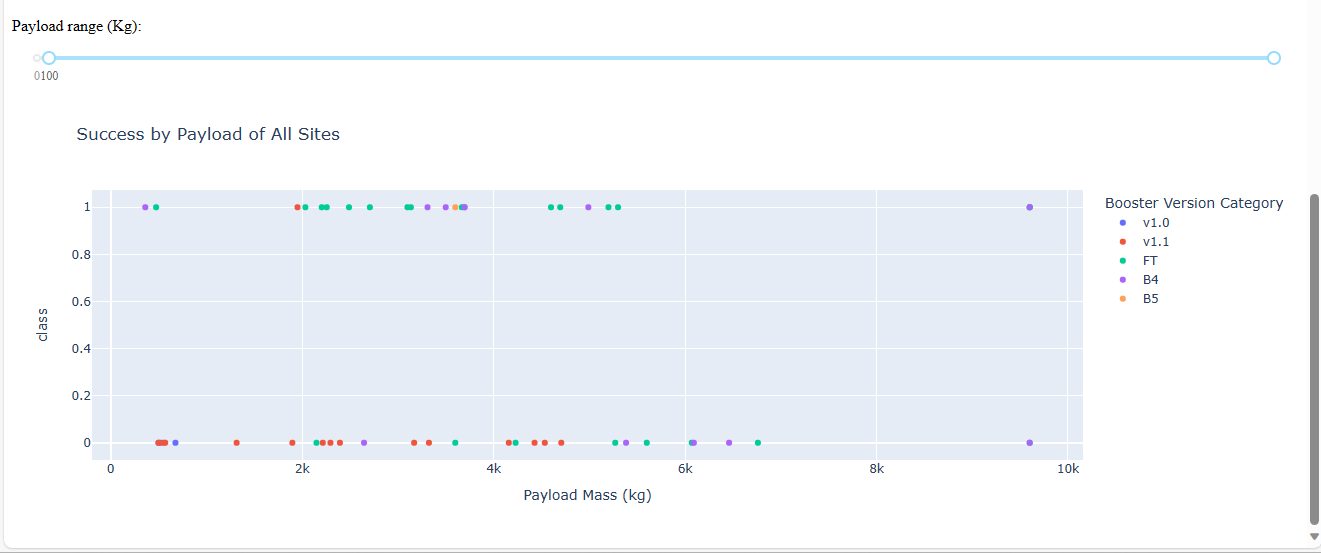 Payload range (Kg):
0100
Success by Payload of All Sites
Booster Version Category
v1.0
v1.1
FT
B4
B5
1
0.8
0.6
0.4
0.2
0
class
0 2k 4k 6k 8k 10k
Payload Mass (kg)